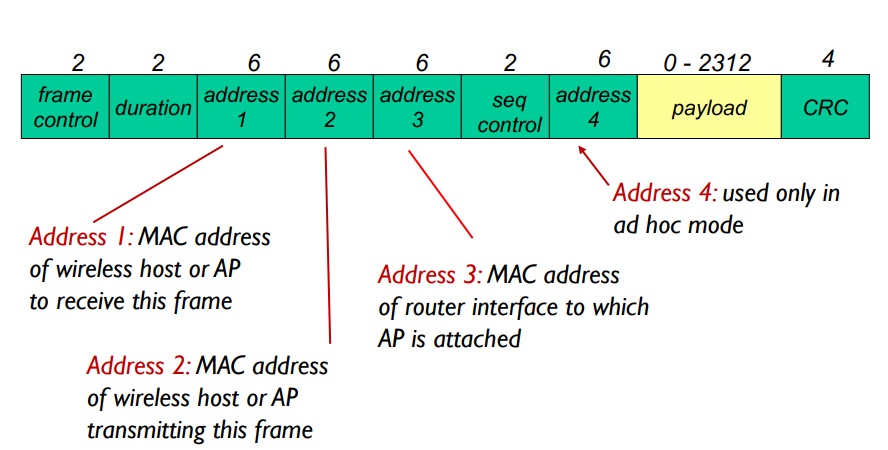 2 2 6 6 6 2 6 0 - 2312 4
frame control
duration
address 1
address 2
address 3
seq control
address 4
payload
CRC
Address 4: used only in
ad hoc mode
Address 1: MAC address
of wireless host or AP
to receive this frame
Address 3: MAC address
of router interface to which
AP is attached
Address 2: MAC address
of wireless host or AP
transmitting this frame